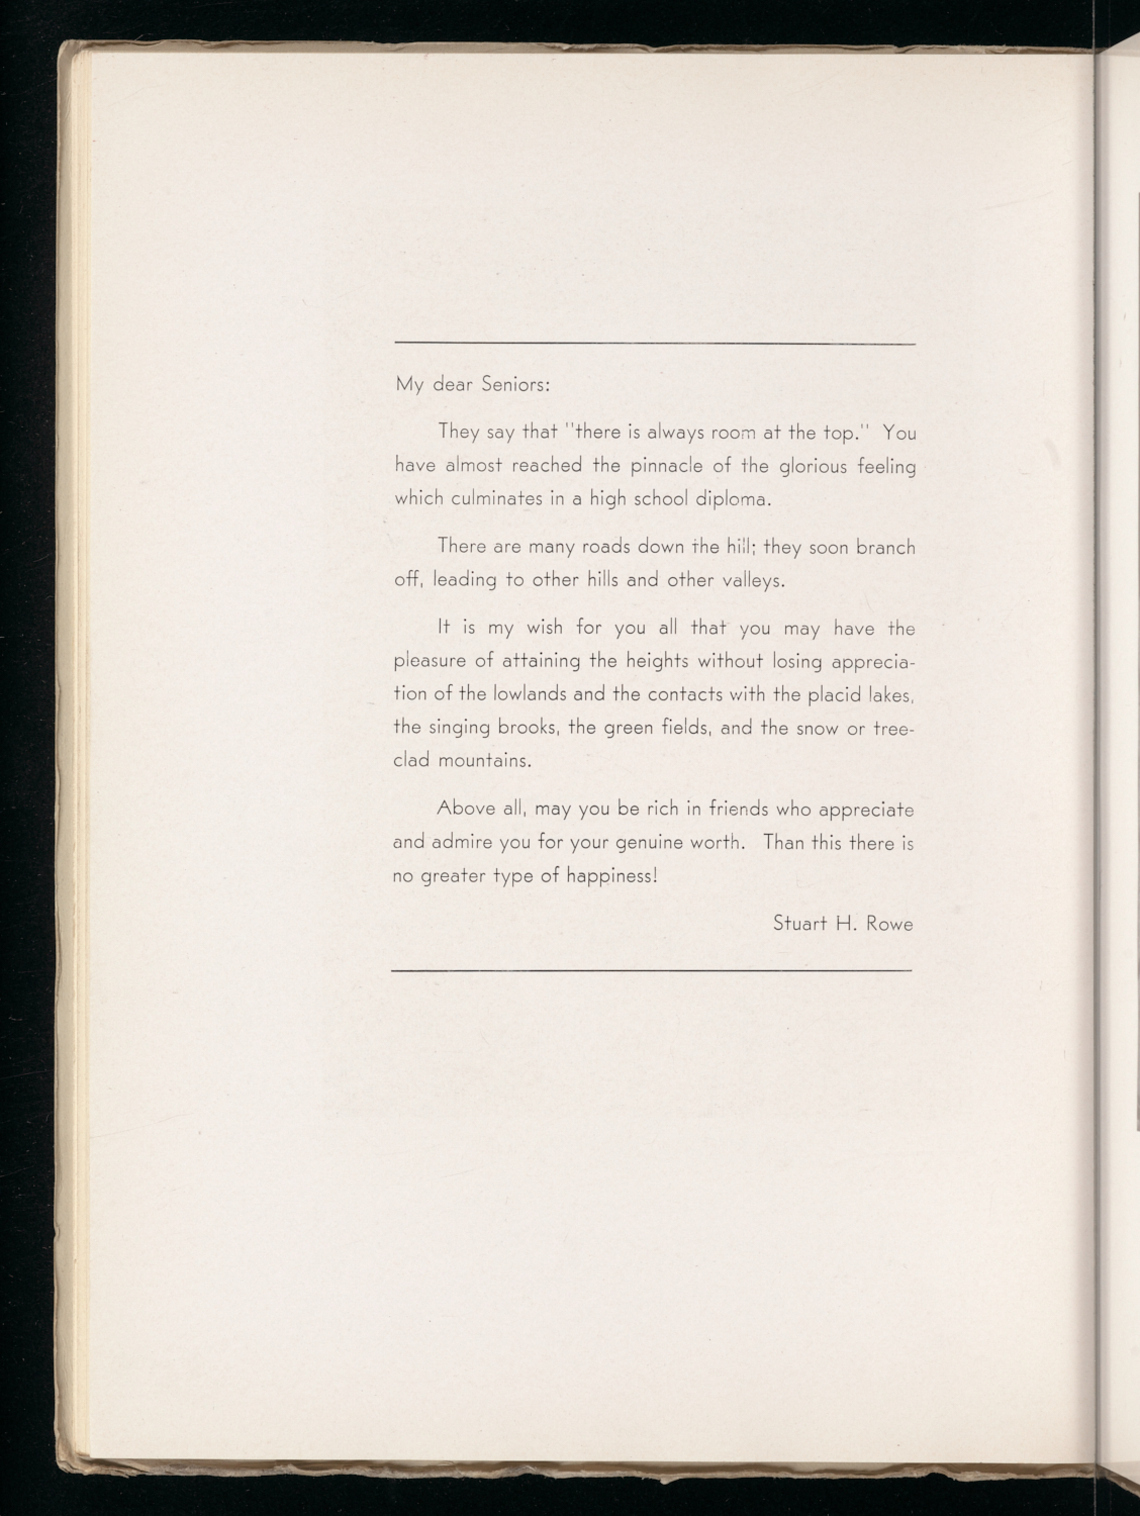 My dear Seniors:
They say that "there is always room at the top." You
have almost reached the pinnacle of the glorious feeling
which culminates in a high school diploma.
There are many roads down the hill; they soon branch
off, leading to other hills and other valleys.
It is my wish for you all that you may have the
pleasure of attaining the heights without losing apprecia-
tion of the lowlands and the contacts with the placid lakes,
the singing brooks, the green fields, and the snow or tree-
clad mountains.
Above all, may you be rich in friends who appreciate
and admire you for your genuine worth. Than this there is
no greater type of happiness!
Stuart H. Rowe